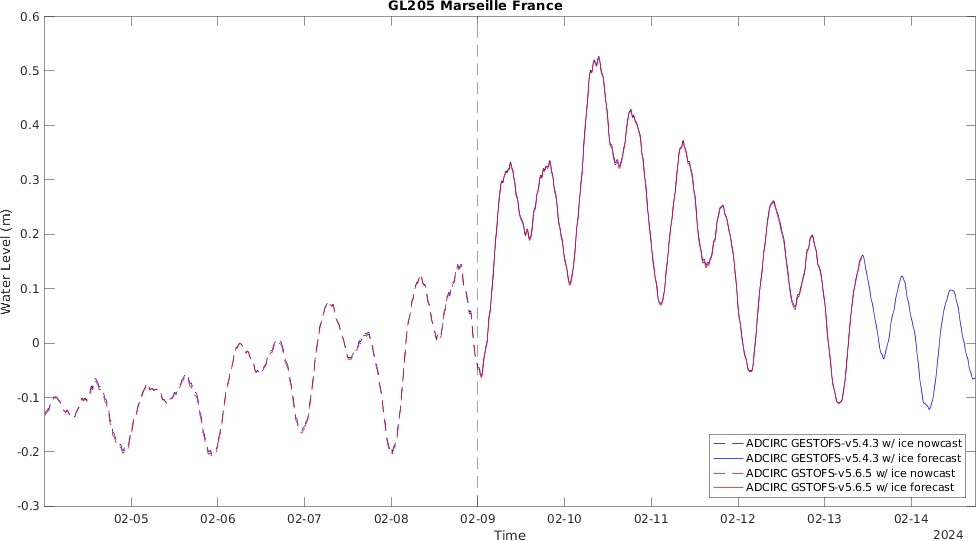 GL205 Marseille France
0.6
0.5
0.4
0.3
0.2
0.1
0
-0.1
-0.2
-0.3
Water Level (m)
ADCIRC GESTOFS-v5.4.3 w/ ice nowcast
ADCIRC GESTOFS-v5.4.3 w/ ice forecast
ADCIRC GSTOFS-v5.6.5 w/ ice nowcast
ADCIRC GSTOFS-v5.6.5 w/ ice forecast
02-05 02-06 02-07 02-08 02-09 02-10 02-11 02-12 02-13 02-14
Time
2024